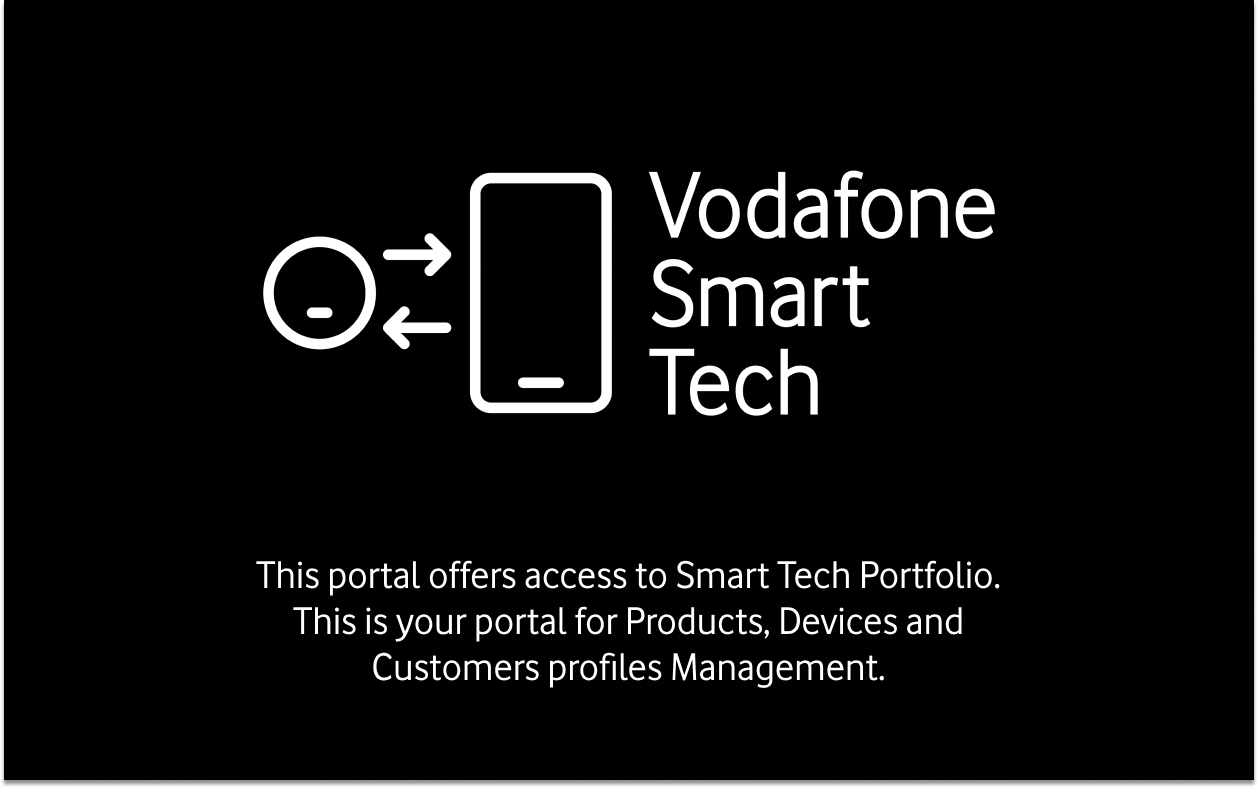 Vodafone
Smart
Tech
This portal offers access to Smart Tech Portfolio.
This is your portal for Products, Devices and
Customers profiles Management.